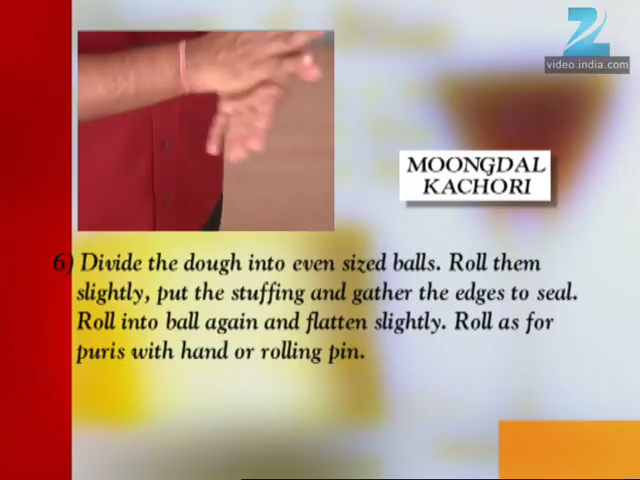 Z
video.india.com
MOONGDAL
KACHORI
6) Divide the dough into even sized balls. Roll them
slightly, put the stuffing and gather the edges to seal.
Roll into ball again and flatten slightly. Roll as for
puris with hand or rolling pin.